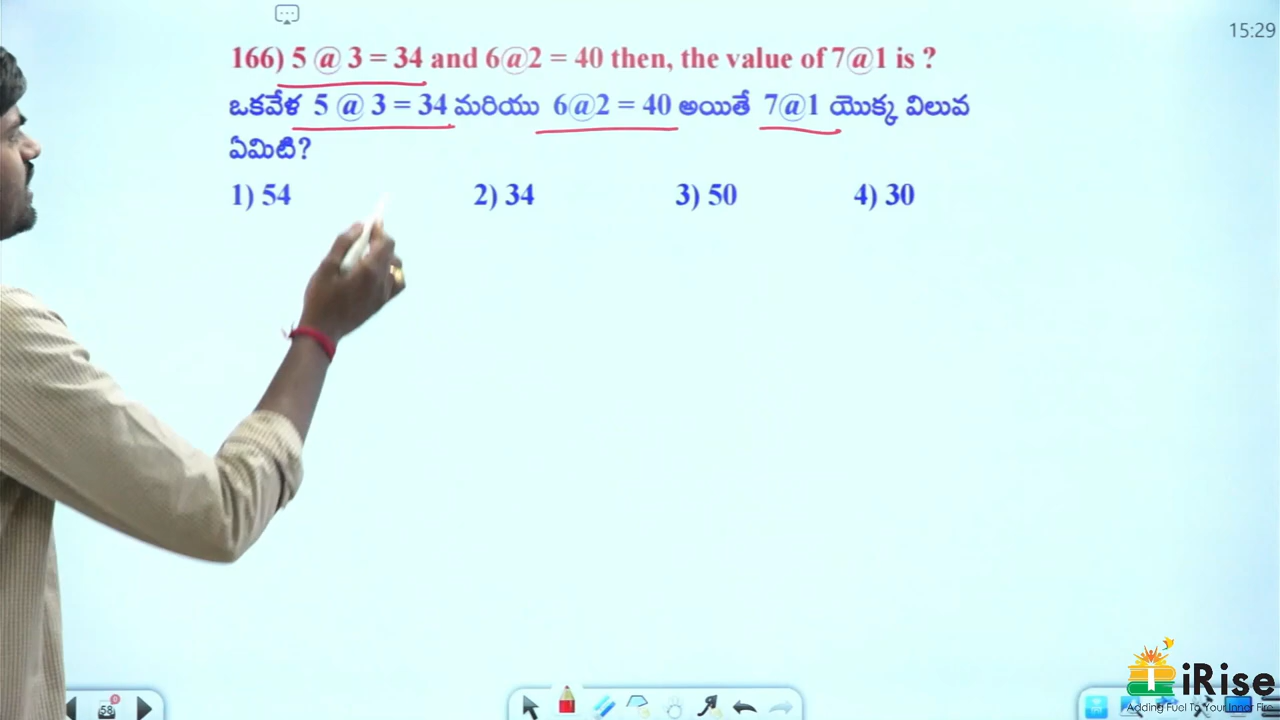 15:29
166) 5 @ 3 = 34 and 6@2 = 40 then, the value of 7@1 is ?
ఒకవేళ 5 @ 3 = 34 మరియు 6@2 = 40 అయితే 7@1 యొక్క విలువ
ఏమిటి?
1) 54 2) 34 3) 50 4) 30
58
iRise
Adding Fuel To Your Inner Fire